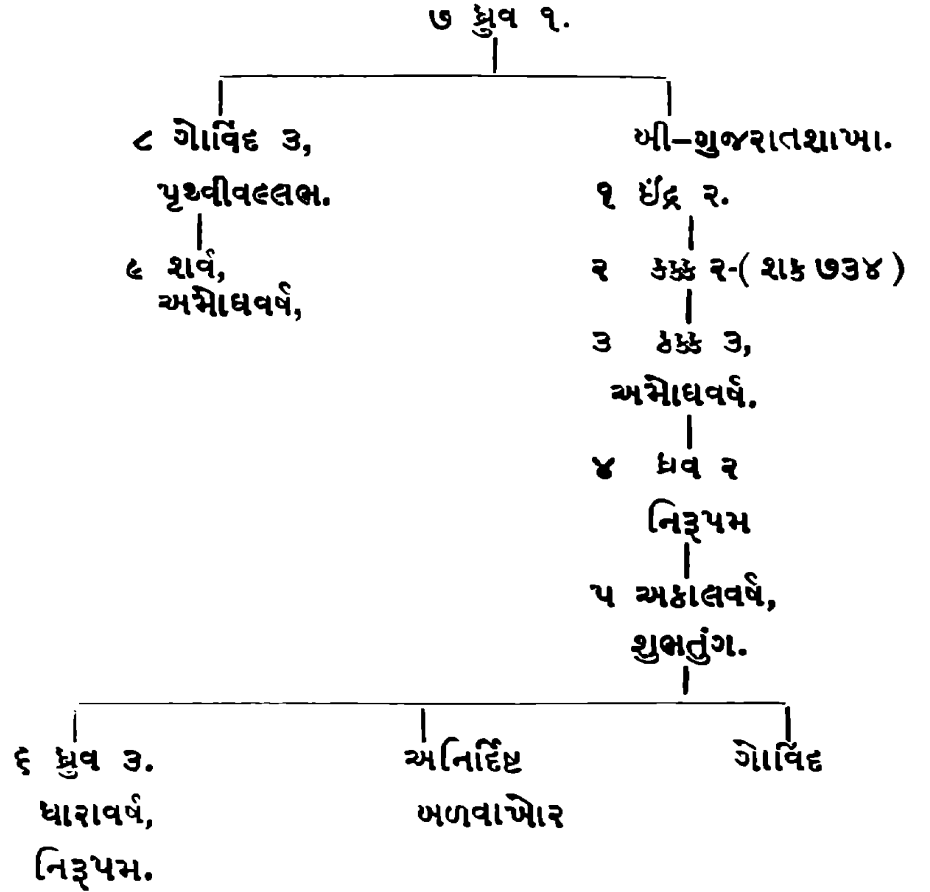 ૭ ધ્રુવ ૧.
૮ ગોવિંદ ૩,
પૃથ્વીવલ્લભ.
૯ શર્વ,
અમોઘવર્ષ,
બી–ગુજરાતશાખા.
૧ ઈંદ્ર ૨.
૨ કક્ક ૨-( શક ૭૩૪ )
૩ કક્ક ૩,
અમોઘવર્ષ.
૪ ધ્રવ ૨
નિરૂપમ
૫ અકાલવર્ષ,
શુભતુંગ.
૬ ધ્રુવ ૩.
ધારાવર્ષ,
નિરૂપમ.
અનિર્દિષ્ટ
બળવાખોર
ગોવિંદ